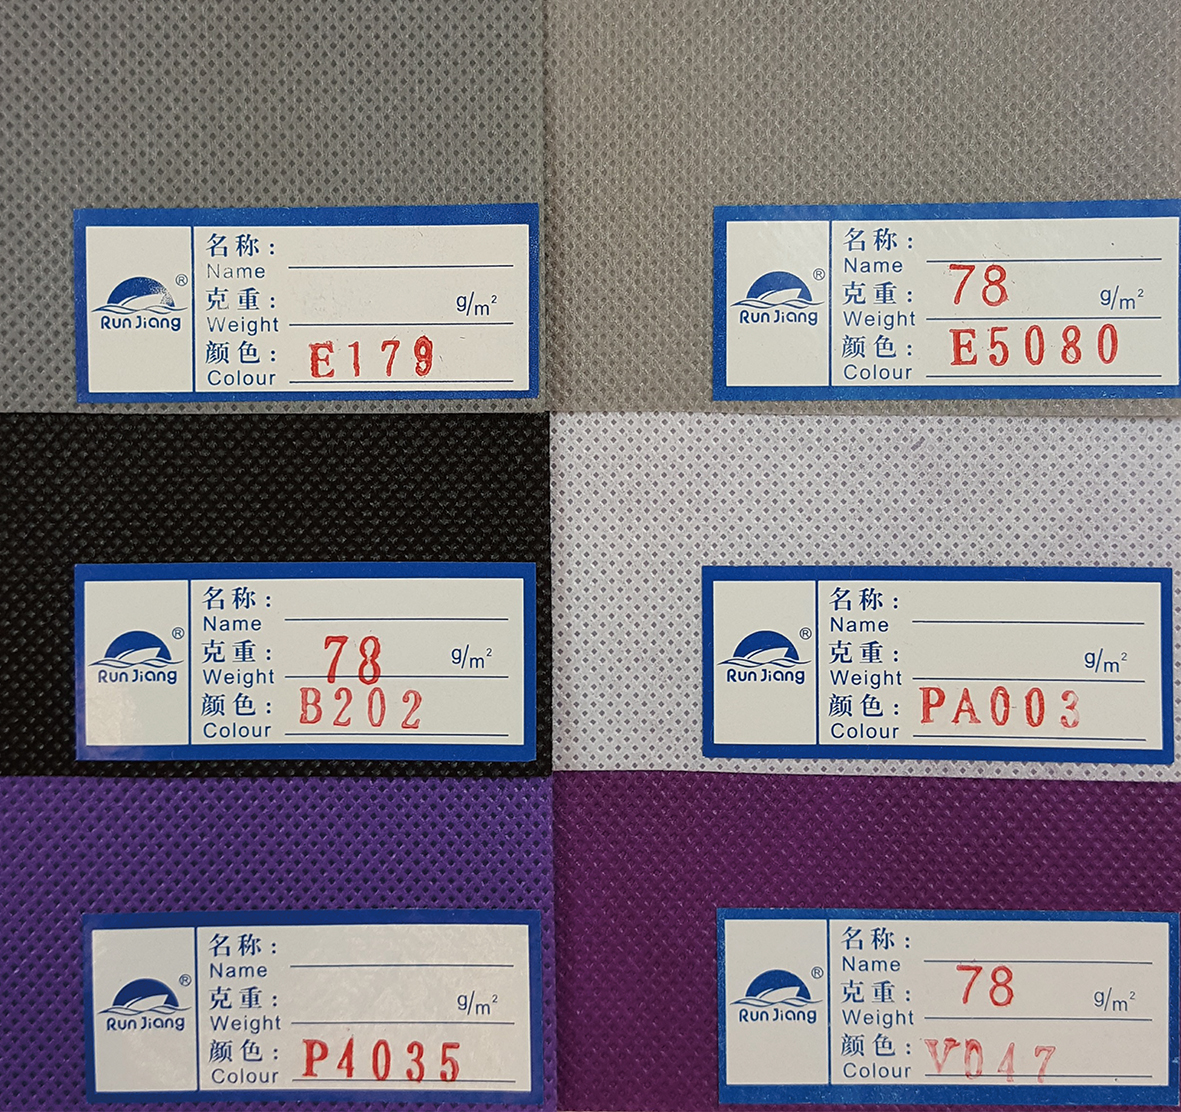 Run Jiang ®
名称:
Name
克重: g/m²
Weight
颜色: E179
Colour
Run Jiang ®
名称:
Name
克重: 78 g/m²
Weight
颜色: E5080
Colour
Run Jiang ®
名称:
Name
克重: 78 g/m²
Weight
颜色: B202
Colour
Run Jiang ®
名称:
Name
克重: g/m²
Weight
颜色: PA003
Colour
Run Jiang ®
名称:
Name
克重: g/m²
Weight
颜色: P4035
Colour
Run Jiang ®
名称:
Name
克重: 78 g/m²
Weight
颜色: V047
Colour